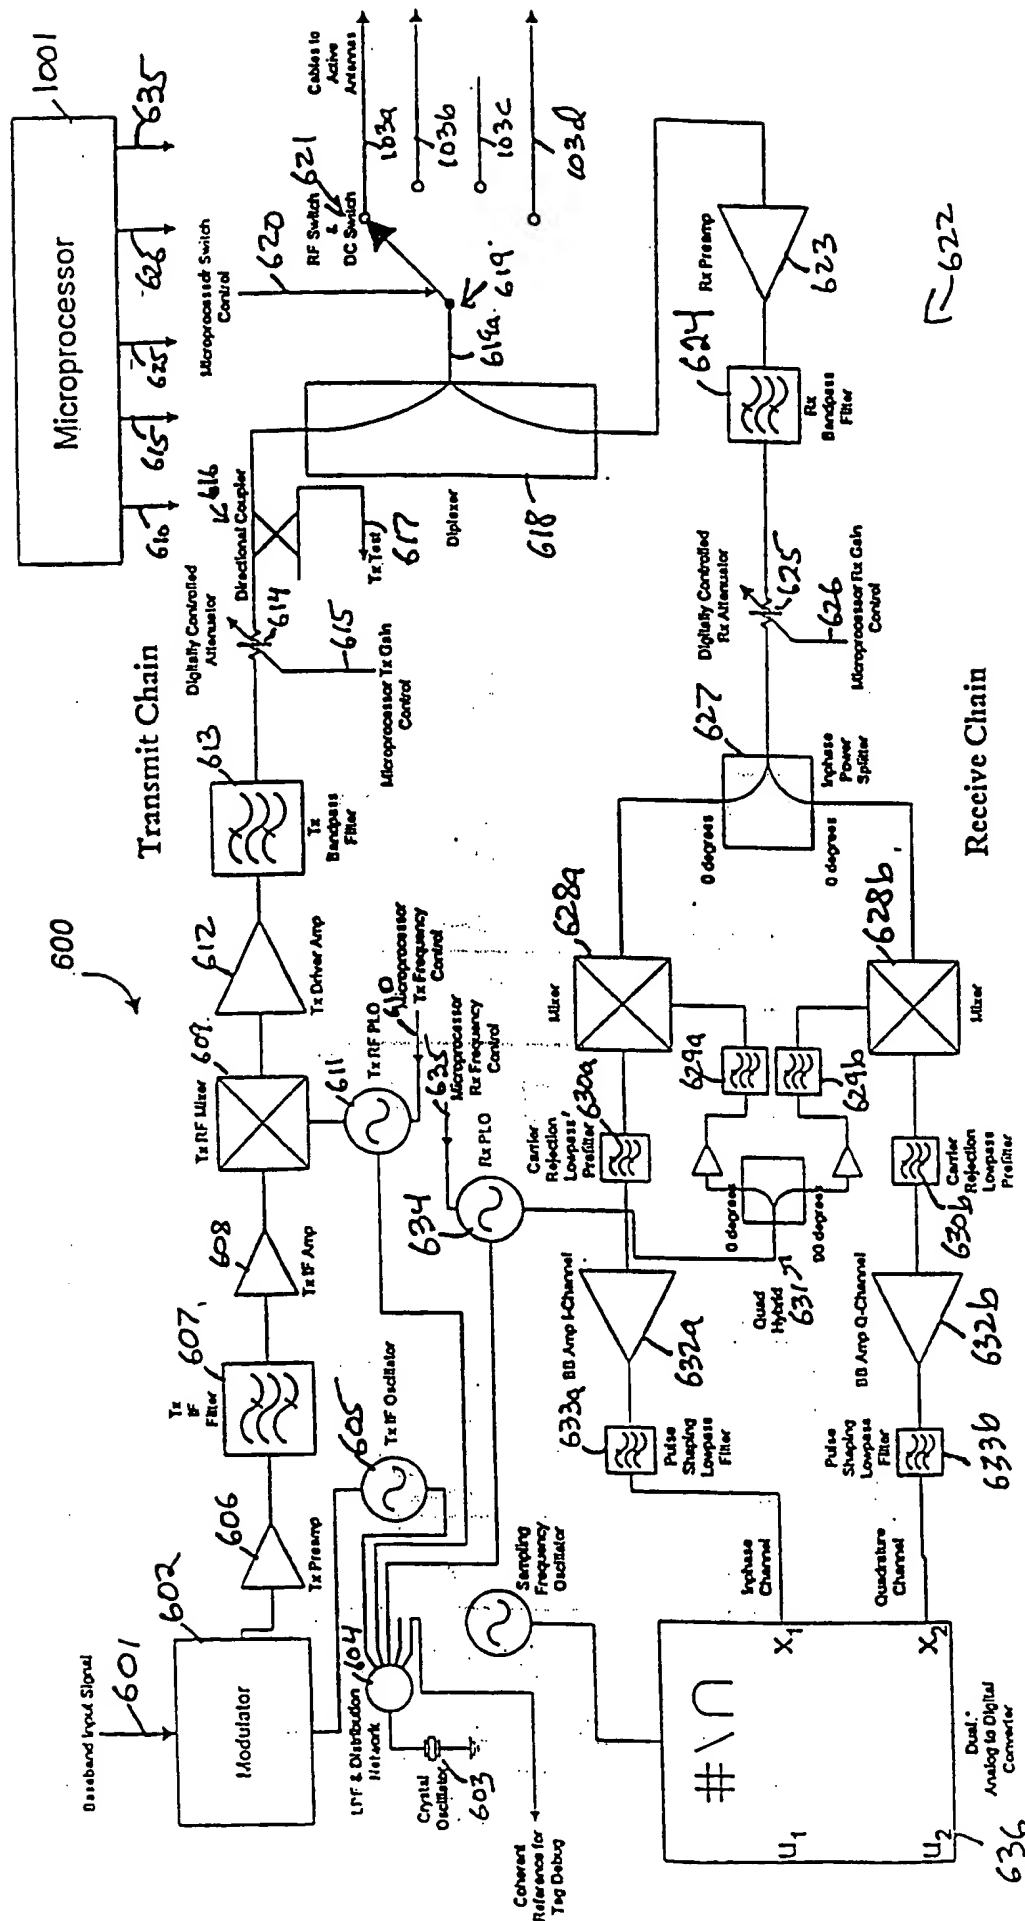 600
Transmit Chain
Baseband Input Signal
601
602
Modulator
606
Tx Preamp
607
Tx
IF
Filter
608
Tx IF Amp
609
Tx RF Mixer
612
Tx Driver Amp
613
Tx
Bandpass
Filter
Digitally Controlled
Attenuator
614
615
Microprocessor Tx Gain
Control
Directional Coupler
616
Tx Test
617
Diplexer
618
619a
619
620
Microprocessor Switch
Control
RF Switch
&
DC Switch
621
Cables to
Active
Antennas
103a
103b
103c
103d
Microprocessor
1001
610
615
625
626
635
LPF & Distribution
Network
604
Crystal
Oscillator
603
Coherent
Reference for
Tag Debug
605
Tx IF Oscillator
611
Tx RF PLO
610
Microprocessor
Tx Frequency
Control
635
Microprocessor
Rx Frequency
Control
Rx PLO
634
Sampling
Frequency
Oscillator
Rx Preamp
623
622
624
Rx
Bandpass
Filter
Digitally Controlled
Rx Attenuator
625
626
Microprocessor Rx Gain
Control
627
Inphase
Power
Splitter
0 degrees
0 degrees
Receive Chain
Mixer
628a
628b
Mixer
629a
629b
Carrier
Rejection
Lowpass
Prefilter
630a
Carrier
Rejection
Lowpass
Prefilter
630b
0 degrees
90 degrees
Quad
Hybrid
631
BB Amp I-Channel
632a
BB Amp Q-Channel
632b
633a
Pulse
Shaping
Lowpass
Filter
Pulse
Shaping
Lowpass
Filter
633b
Inphase
Channel
Quadrature
Channel
X1
X2
U1
U2
# \ ∩
Dual
Analog to Digital
Converter
636